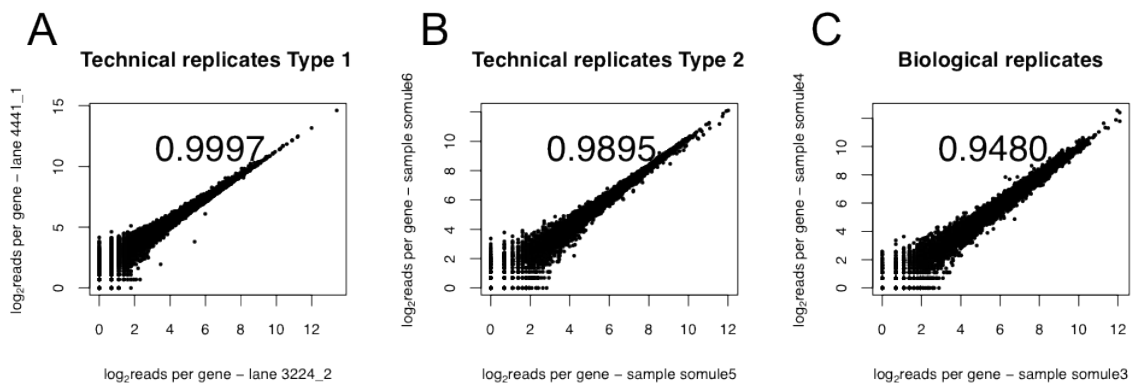 A
Technical replicates Type 1
log2reads per gene – lane 4441_1
15
10
5
0
0.9997
0 2 4 6 8 10 12
log2reads per gene – lane 3224_2
B
Technical replicates Type 2
log2reads per gene – sample somule6
10
8
6
4
2
0
0.9895
0 2 4 6 8 10 12
log2reads per gene – sample somule5
C
Biological replicates
log2reads per gene – sample somule4
10
8
6
4
2
0
0.9480
0 2 4 6 8 10 12
log2reads per gene – sample somule3